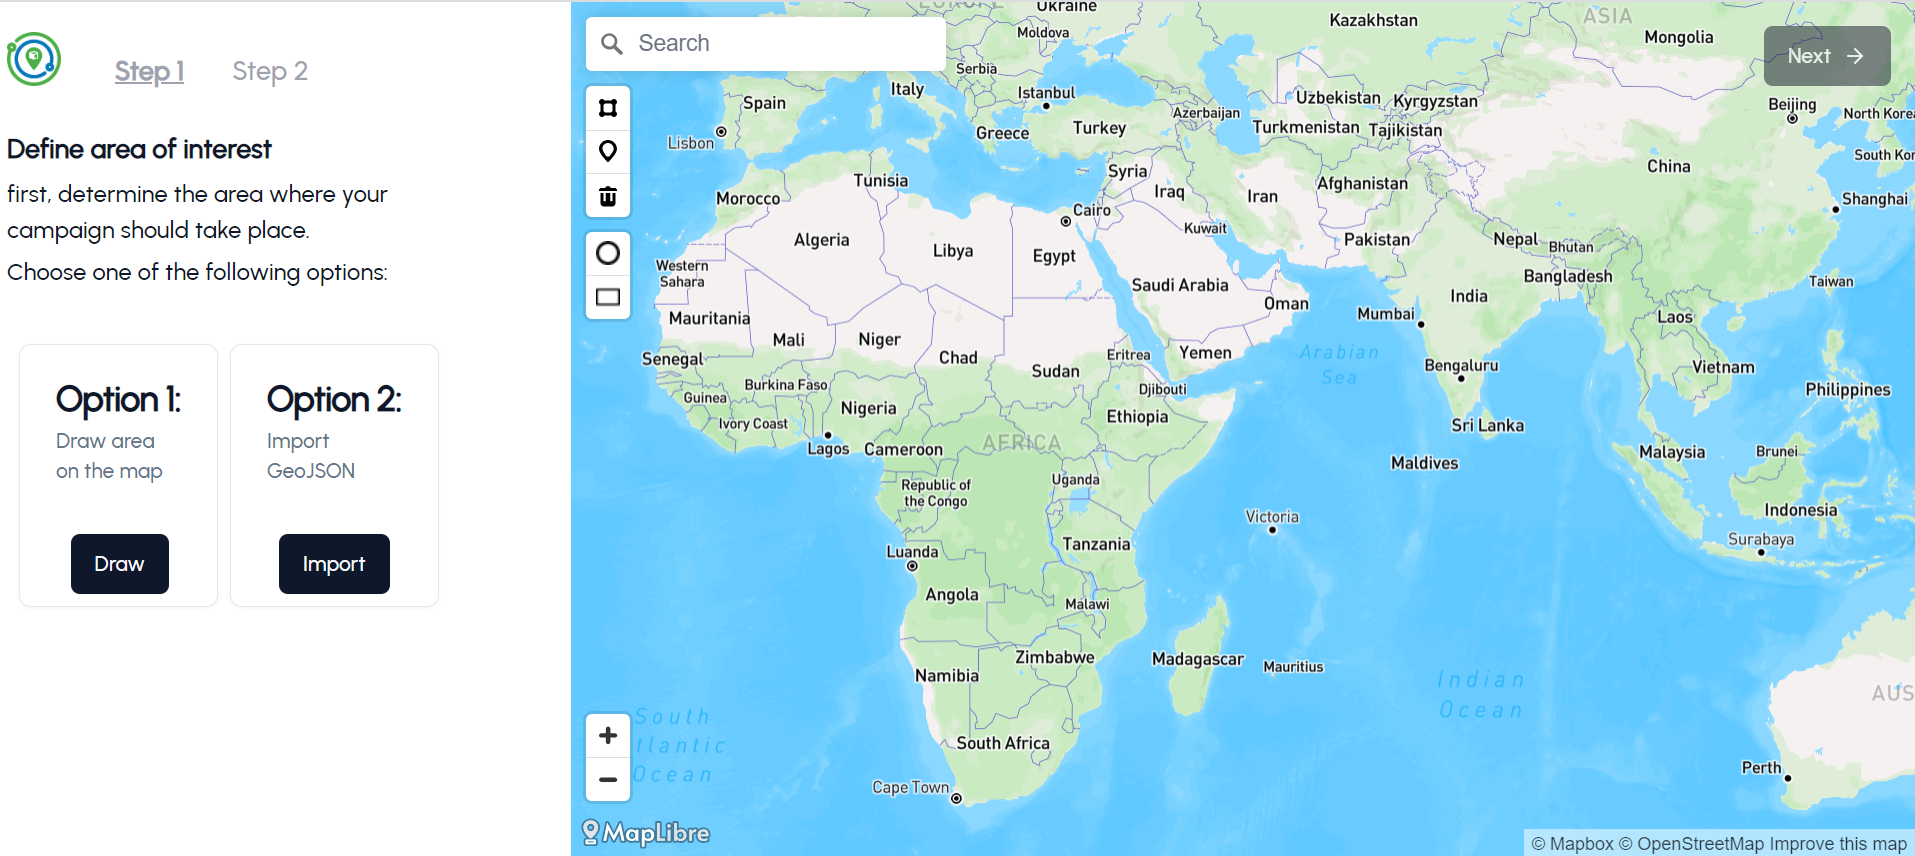 Step 1
Step 2
Define area of interest
first, determine the area where your
campaign should take place.
Choose one of the following options:
Option 1:
Draw area
on the map
Draw
Option 2:
Import
GeoJSON
Import
Search
Next
EUROPE
Ukraine
Kazakhstan
ASIA
Moldova
Mongolia
Serbia
Italy
Istanbul
Uzbekistan
Kyrgyzstan
Beijing
Spain
Azerbaijan
North Korea
Greece
Turkey
Turkmenistan
Tajikistan
Lisbon
South Kor
Syria
China
Tunisia
Iraq
Iran
Afghanistan
Morocco
Cairo
Shanghai
Kuwait
Algeria
Libya
Egypt
Pakistan
Nepal
Bhutan
Western
Sahara
Bangladesh
Taiwan
Saudi Arabia
India
Oman
Mauritania
Mumbai
Laos
Mali
Niger
Chad
Eritrea
Yemen
Arabian
Sea
Senegal
Sudan
Bengaluru
Vietnam
Burkina Faso
Djibouti
Philippines
Guinea
Nigeria
Ethiopia
Ivory Coast
Sri Lanka
AFRICA
Lagos
Cameroon
Maldives
Malaysia
Brunei
Republic of
the Congo
Uganda
Victoria
Indonesia
Luanda
Tanzania
Surabaya
Angola
Malawi
Zimbabwe
Madagascar
Mauritius
Namibia
Indian
Ocean
AUS
South
tlantic
Ocean
South Africa
Perth
Cape Town
MapLibre
© Mapbox © OpenStreetMap Improve this map